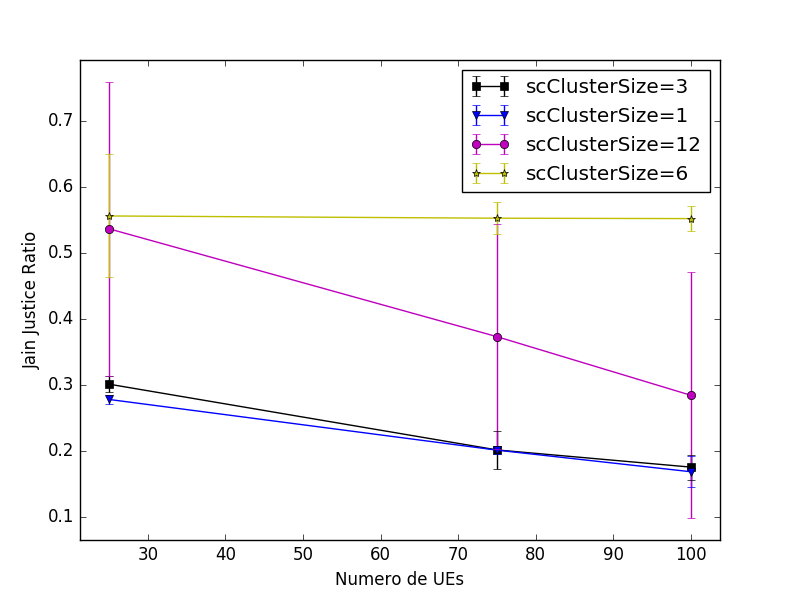 scClusterSize=3
scClusterSize=1
scClusterSize=12
scClusterSize=6
Jain Justice Ratio
0.7
0.6
0.5
0.4
0.3
0.2
0.1
30 40 50 60 70 80 90 100
Numero de UEs